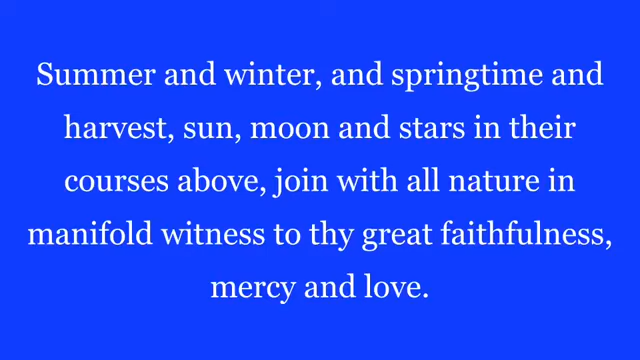 Summer and winter, and springtime and
harvest, sun, moon and stars in their
courses above, join with all nature in
manifold witness to thy great faithfulness,
mercy and love.